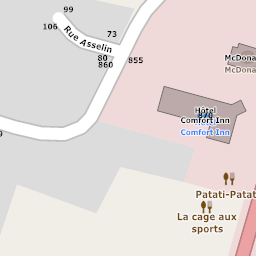 99
106
Rue Asselin
73
80
860
855
McDona
McDona
Hôtel
Comfort Inn
Comfort Inn
Patati-Patat
La cage aux
sports